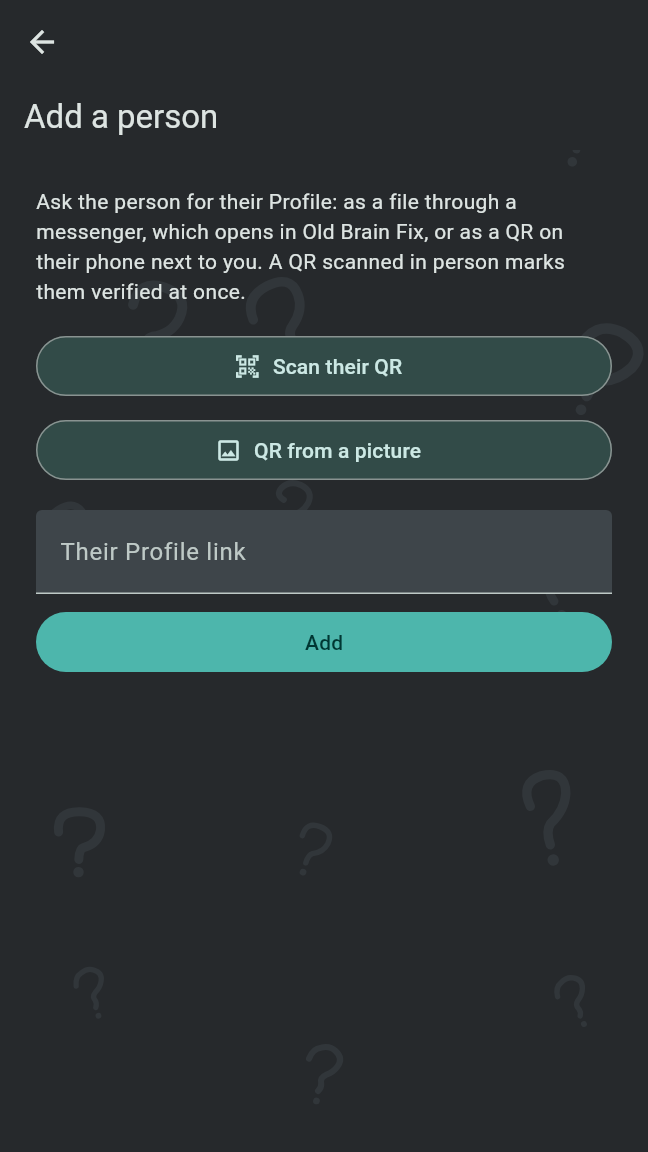 Add a person
Ask the person for their Profile: as a file through a
messenger, which opens in Old Brain Fix, or as a QR on
their phone next to you. A QR scanned in person marks
them verified at once.
Scan their QR
QR from a picture
Their Profile link
Add